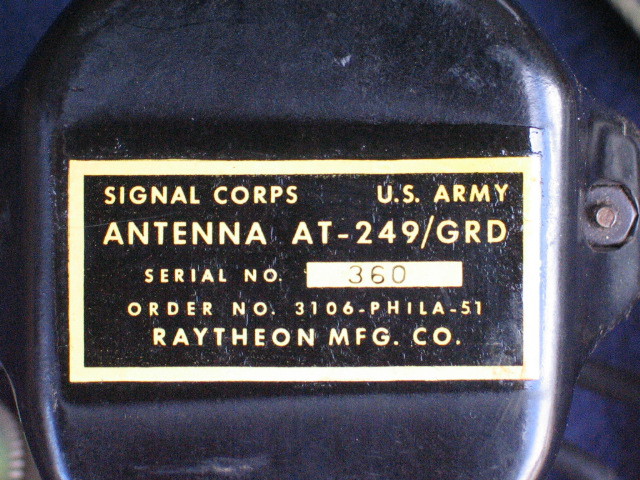 SIGNAL CORPS U.S. ARMY
ANTENNA AT-249/GRD
SERIAL NO. 360
ORDER NO. 3106-PHILA-51
RAYTHEON MFG. CO.